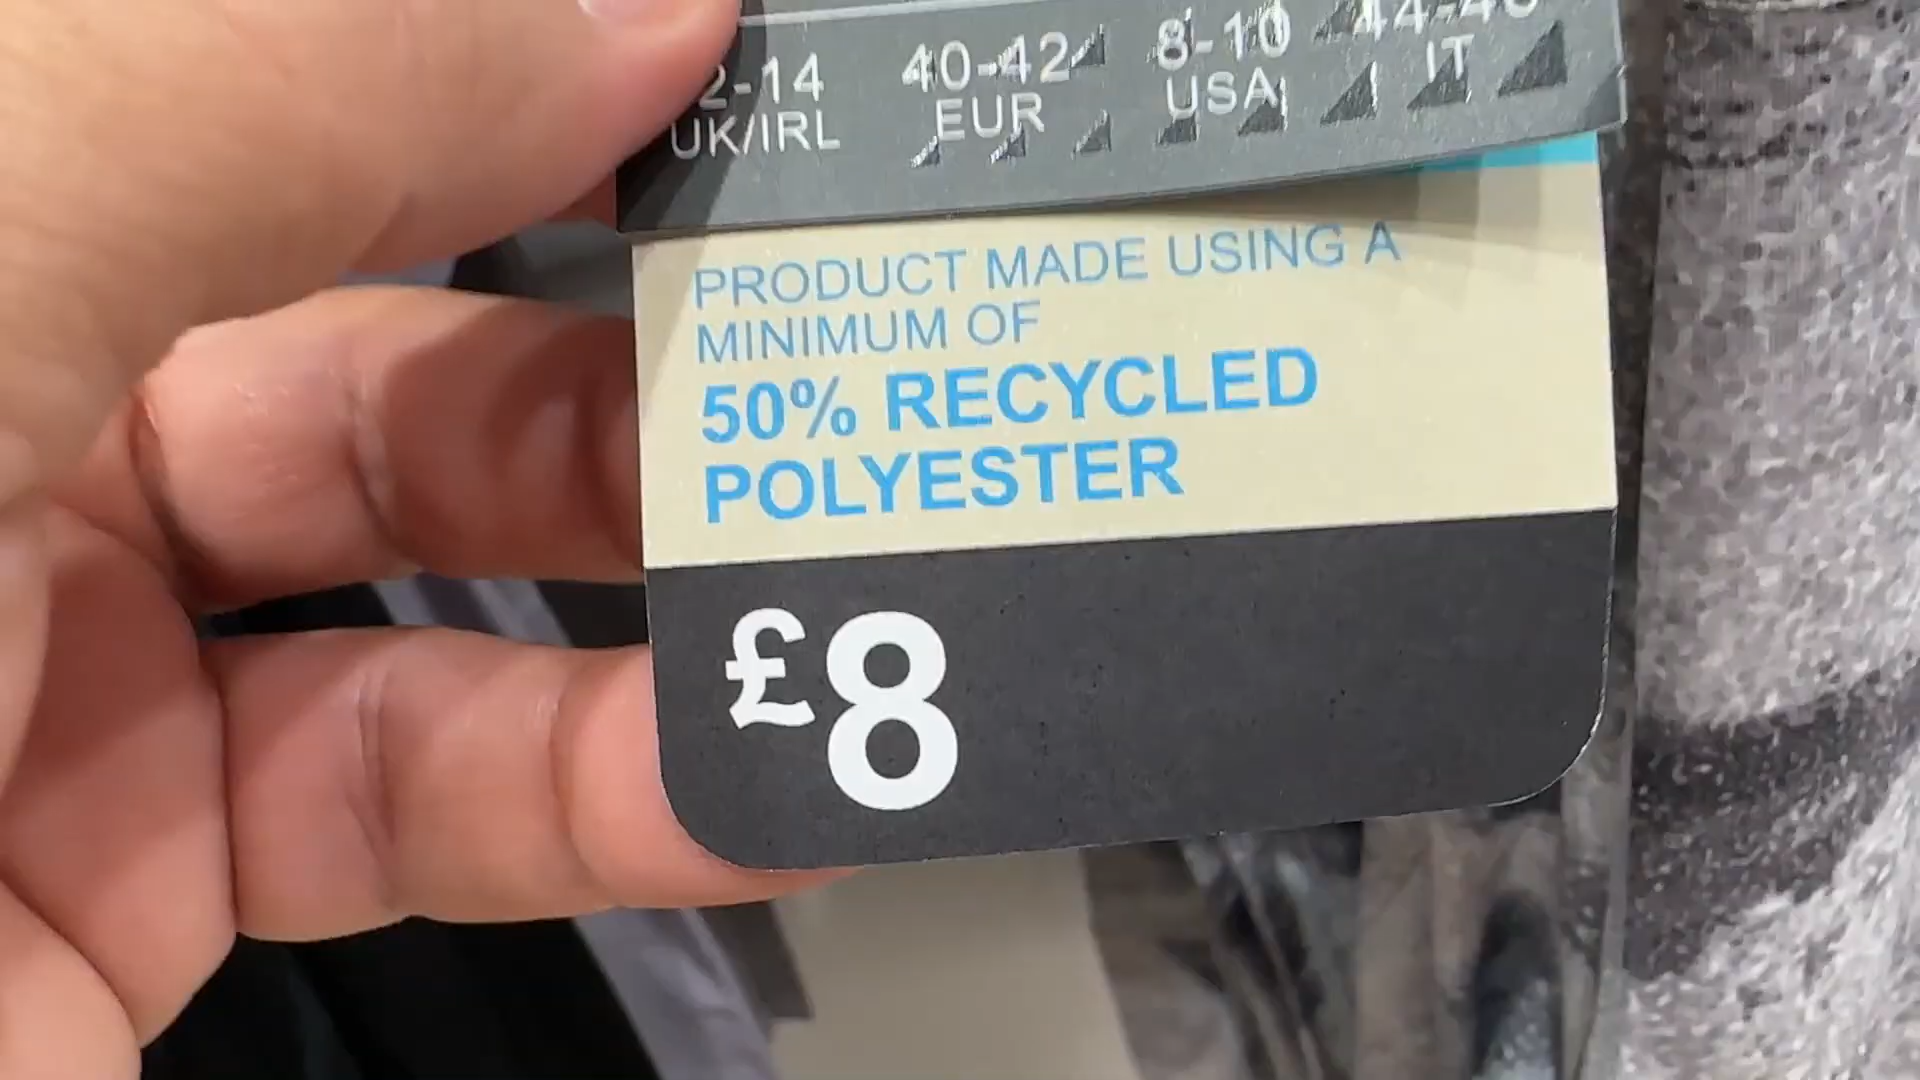 2-14 40-42 8-10 44-46
UK/IRL EUR USA IT
PRODUCT MADE USING A
MINIMUM OF
50% RECYCLED
POLYESTER
£8